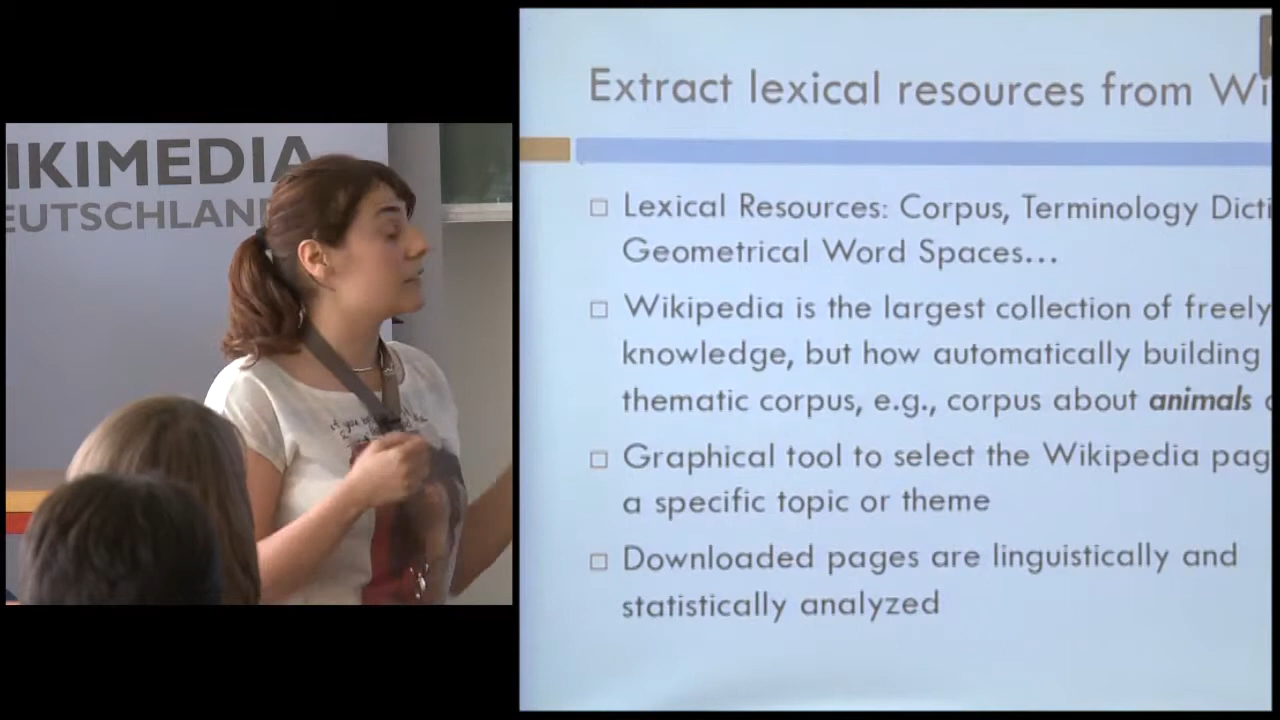 IKIMEDIA
EUTSCHLAN
Extract lexical resources from Wi
Lexical Resources: Corpus, Terminology Dicti
Geometrical Word Spaces...
Wikipedia is the largest collection of freely
knowledge, but how automatically building
thematic corpus, e.g., corpus about animals
Graphical tool to select the Wikipedia pag
a specific topic or theme
Downloaded pages are linguistically and
statistically analyzed